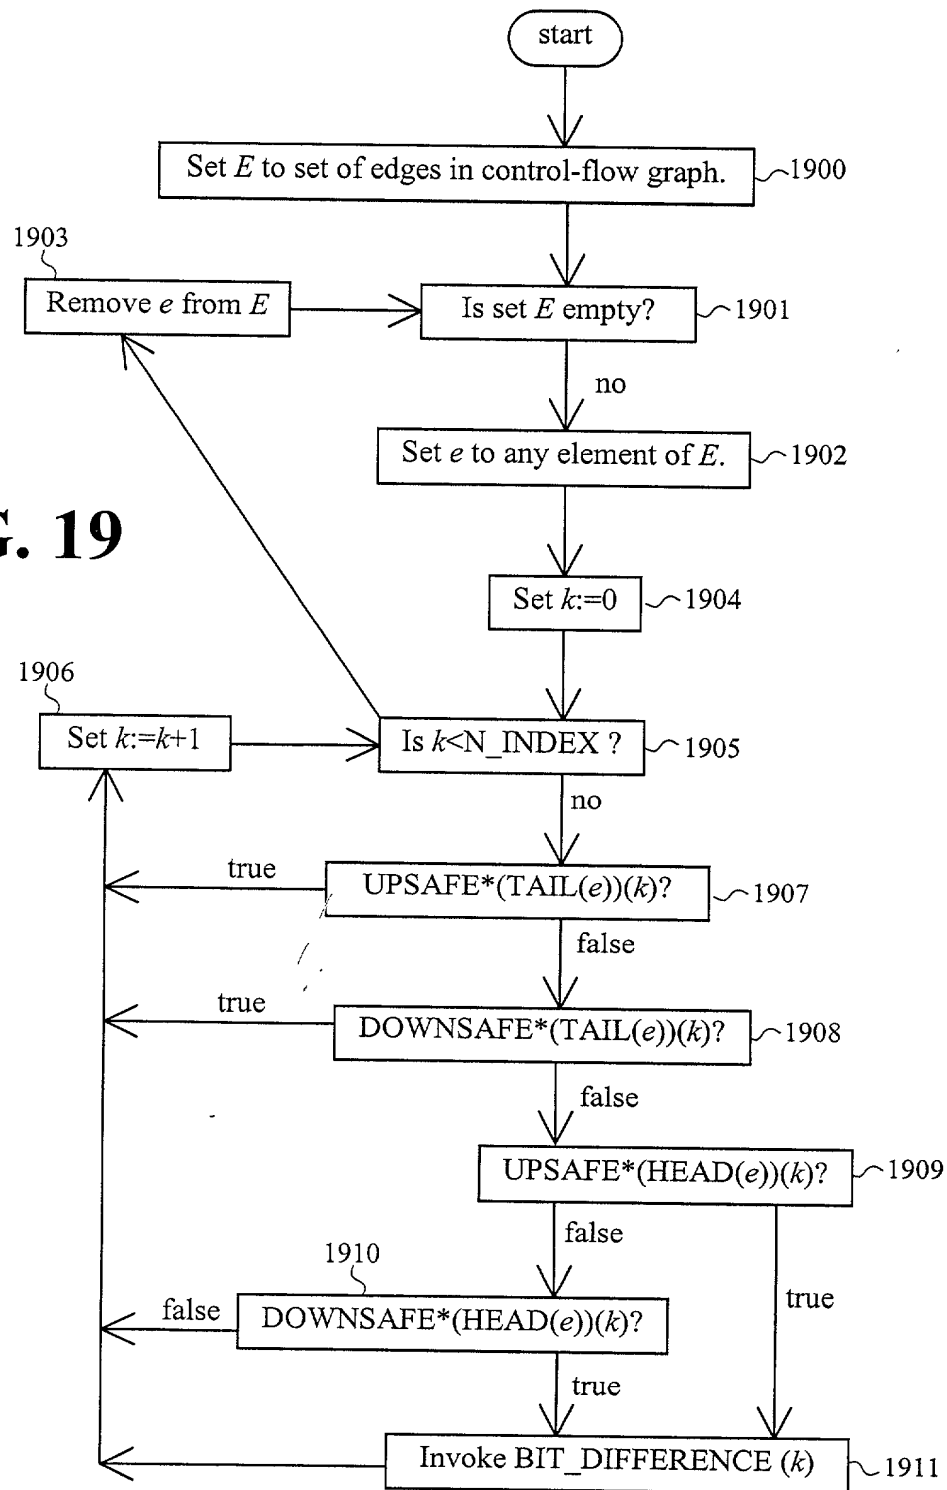 start
Set E to set of edges in control-flow graph.
1900
1903
Remove e from E
Is set E empty?
1901
no
Set e to any element of E.
1902
G. 19
Set k:=0
1904
1906
Set k:=k+1
Is k<N_INDEX ?
1905
no
true
UPSAFE*(TAIL(e))(k)?
1907
false
true
DOWNSAFE*(TAIL(e))(k)?
1908
false
UPSAFE*(HEAD(e))(k)?
1909
false
1910
true
false
DOWNSAFE*(HEAD(e))(k)?
true
Invoke BIT_DIFFERENCE (k)
1911